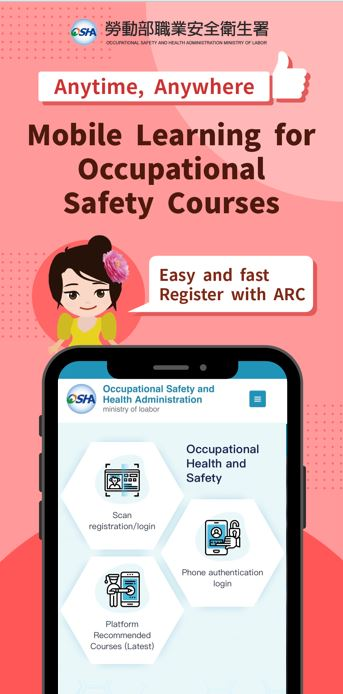 OSHA 勞動部職業安全衛生署
OCCUPATIONAL SAFETY AND HEALTH ADMINISTRATION MINISTRY OF LABOR
Anytime, Anywhere
Mobile Learning for
Occupational
Safety Courses
Easy and fast
Register with ARC
OSHA
Occupational Safety and
Health Administration
ministry of loabor
Occupational
Health and
Safety
Scan
registration/login
Phone authentication
login
Platform
Recommended
Courses (Latest)